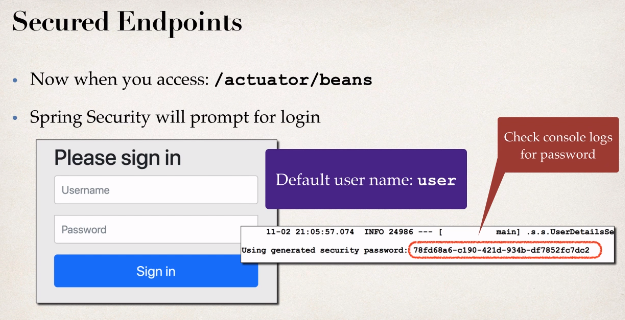 Secured Endpoints
• Now when you access: /actuator/beans
• Spring Security will prompt for login
Please sign in
Username
Password
Sign in
Default user name: user
Check console logs
for password
11-02 21:05:57.074 INFO 24986 --- [ main] .s.s.UserDetailsSe
Using generated security password: 78fd68a6-c190-421d-934b-df7852fc7dc2